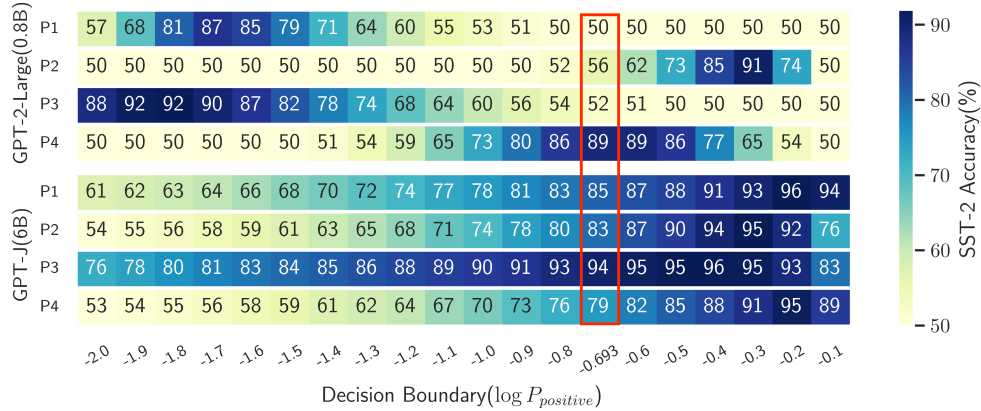 GPT-2-Large(0.8B)
P1 57 68 81 87 85 79 71 64 60 55 53 51 50 50 50 50 50 50 50 50
P2 50 50 50 50 50 50 50 50 50 50 50 50 52 56 62 73 85 91 74 50
P3 88 92 92 90 87 82 78 74 68 64 60 56 54 52 51 50 50 50 50 50
P4 50 50 50 50 50 50 51 54 59 65 73 80 86 89 89 86 77 65 54 50
GPT-J(6B)
P1 61 62 63 64 66 68 70 72 74 77 78 81 83 85 87 88 91 93 96 94
P2 54 55 56 58 59 61 63 65 68 71 74 78 80 83 87 90 94 95 92 76
P3 76 78 80 81 83 84 85 86 88 89 90 91 93 94 95 95 96 95 93 83
P4 53 54 55 56 58 59 61 62 64 67 70 73 76 79 82 85 88 91 95 89
-2.0 -1.9 -1.8 -1.7 -1.6 -1.5 -1.4 -1.3 -1.2 -1.1 -1.0 -0.9 -0.8 -0.693 -0.6 -0.5 -0.4 -0.3 -0.2 -0.1
Decision Boundary(log P_positive)
90
80
70
60
50
SST-2 Accuracy(%)